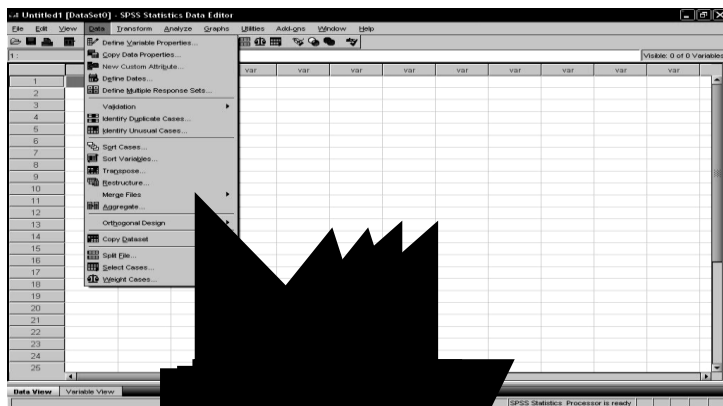 Untitled1 [DataSet0] - SPSS Statistics Data Editor
File Edit View Data Transform Analyze Graphs Utilities Add-ons Window Help
1 :
Visible: 0 of 0 Variables
Define Variable Properties...
Copy Data Properties...
New Custom Attribute...
Define Dates...
Define Multiple Response Sets...
Validation
Identify Duplicate Cases...
Identify Unusual Cases...
Sort Cases...
Sort Variables...
Transpose...
Restructure...
Merge Files
Aggregate...
Orthogonal Design
Copy Dataset
Split File...
Select Cases...
Weight Cases...
var var var var var var var var var
1
2
3
4
5
6
7
8
9
10
11
12
13
14
15
16
17
18
19
20
21
22
23
24
25
Data View Variable View
SPSS Statistics Processor is ready